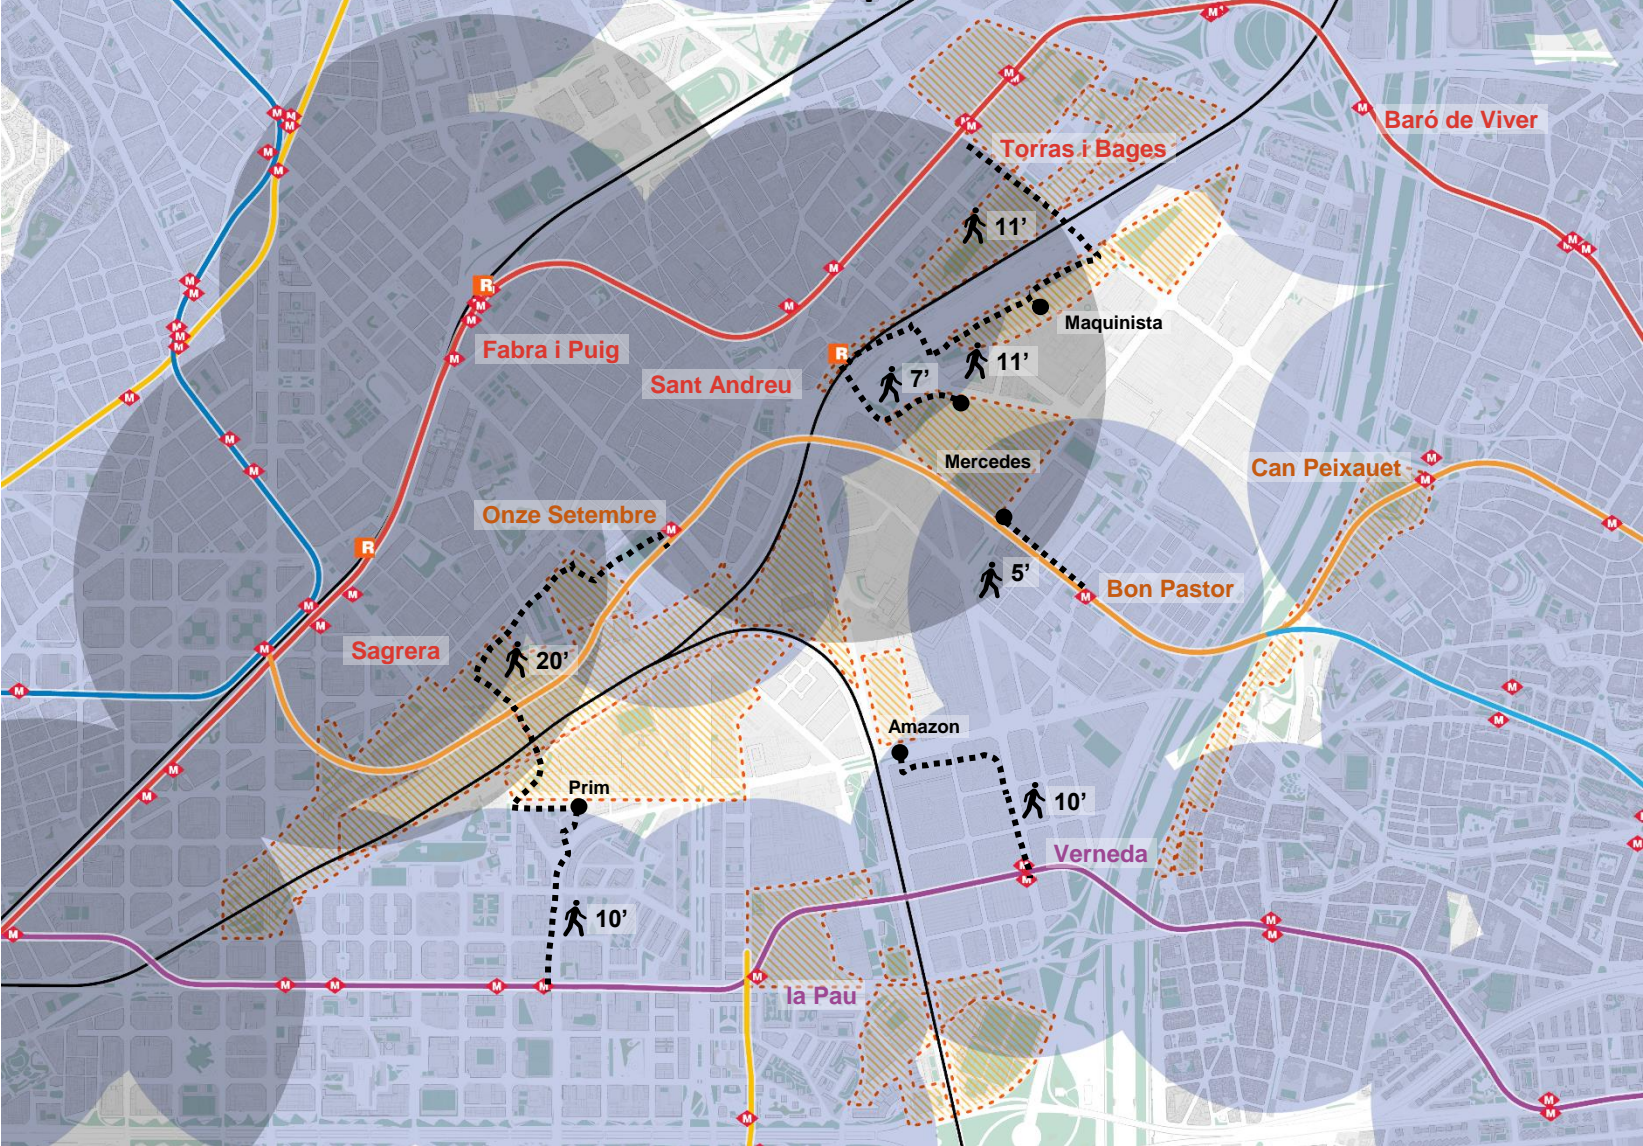 Baró de Viver
Torras i Bages
11’
Maquinista
R
Fabra i Puig
R
11’
Sant Andreu
7’
Mercedes
Can Peixauet
Onze Setembre
R
5’
Bon Pastor
Sagrera
20’
Amazon
Prim
10’
Verneda
10’
la Pau